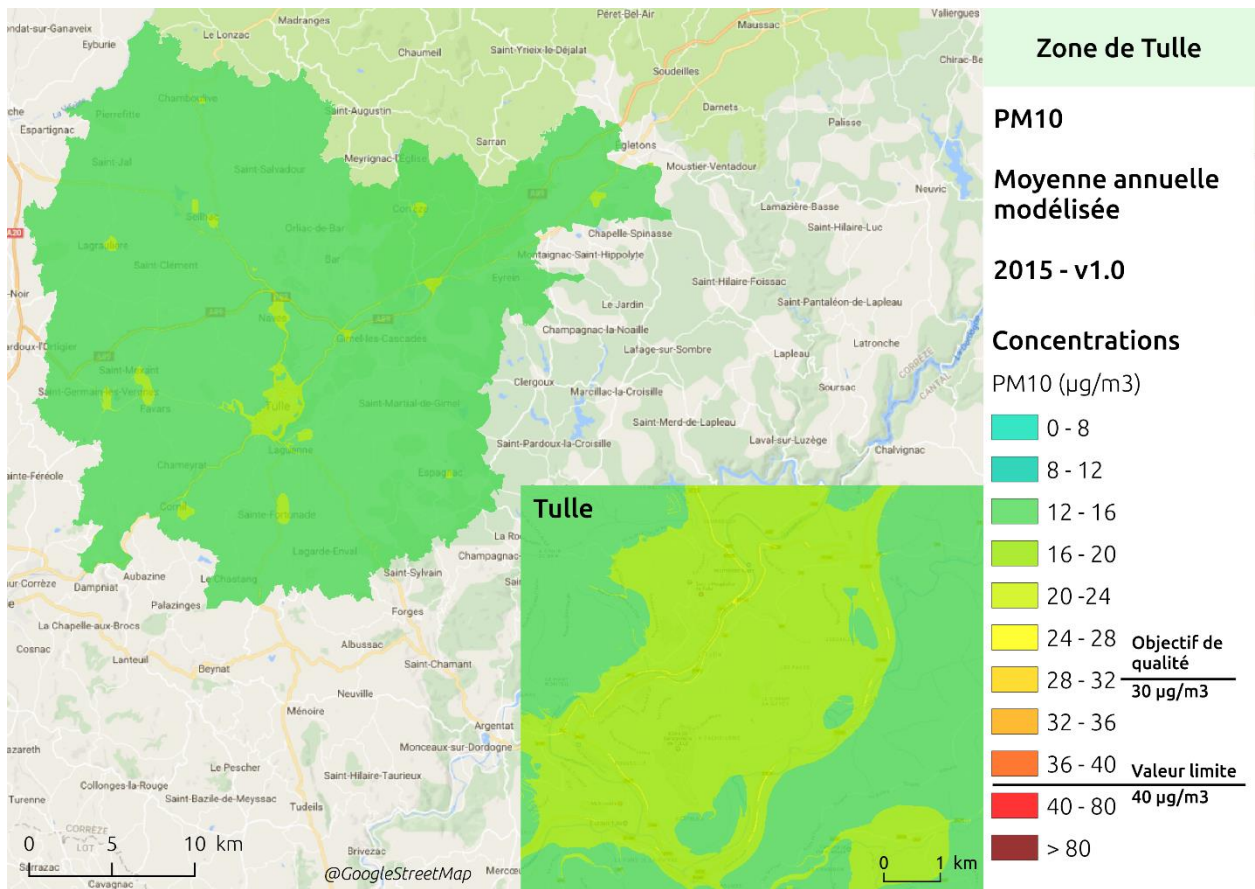 Zone de Tulle
PM10
Moyenne annuelle
modélisée
2015 - v1.0
Concentrations
PM10 (µg/m3)
0 - 8
8 - 12
12 - 16
16 - 20
20 -24
24 - 28
28 - 32
32 - 36
36 - 40
40 - 80
> 80
Objectif de
qualité
30 µg/m3
Valeur limite
40 µg/m3
Tulle
0 1 km
0 5 10 km
@GoogleStreetMap
Madranges
Péret-Bel-Air
Valiergues
Eyburie
Le Lonzac
Chaumeil
Saint-Yrieix-le-Déjalat
Maussac
Soudeilles
Chamboulive
Pierrefitte
Espartignac
Saint-Augustin
Darnets
Palisse
Sarran
Meyrignac-l'Église
Égletons
Moustier-Ventadour
Saint-Jal
Saint-Salvadour
Neuvic
Lamazière-Basse
Saint-Hilaire-Luc
Seilhac
Corrèze
Orliac-de-Bar
Chapelle-Spinasse
Lagraulière
Saint-Clément
Bar
Montaignac-Saint-Hippolyte
Eyrein
Saint-Hilaire-Foissac
Saint-Pantaléon-de-Lapleau
Le Jardin
Naves
A89
Gimel-les-Cascades
Champagnac-la-Noaille
Latronche
Lafage-sur-Sombre
Lapleau
CORRÈZE
CANTAL
Saint-Mexant
Saint-Germain-les-Vergnes
Favars
Clergoux
Marcillac-la-Croisille
Soursac
Tulle
Saint-Martial-de-Gimel
Saint-Merd-de-Lapleau
Laval-sur-Luzège
Chalvignac
Saint-Pardoux-la-Croisille
Laguenne
Chameyrat
Espagnac
Cornil
Sainte-Fortunade
Lagarde-Enval
Aubazine
Dampniat
Le Chastang
Saint-Sylvain
Palazinges
Forges
La Chapelle-aux-Brocs
Cosnac
Lanteuil
Beynat
Albussac
Saint-Chamant
Neuville
Ménoire
Argentat
Monceaux-sur-Dordogne
Le Pescher
Saint-Hilaire-Taurieux
Collonges-la-Rouge
Turenne
Saint-Bazile-de-Meyssac
Tudeils
CORRÈZE
LOT
Brivezac
Cavagnac